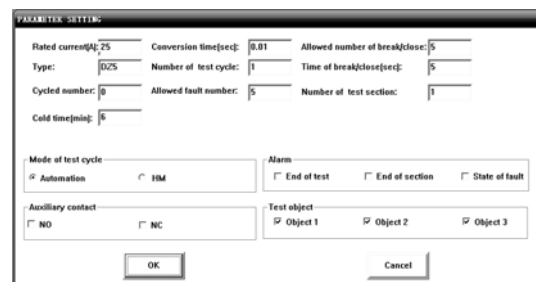 PARAMETER SETTING
Rated current(A): 25 Conversion time(sec): 0.01 Allowed number of break/close: 5
Type: DZ5 Number of test cycle: 1 Time of break/close(sec): 5
Cycled number: 0 Allowed fault number: 5 Number of test section: 1
Cold time(min): 6
Mode of test cycle Alarm
Automation HM End of test End of section State of fault
Auxiliary contact Test object
NO NC Object 1 Object 2 Object 3
OK Cancel